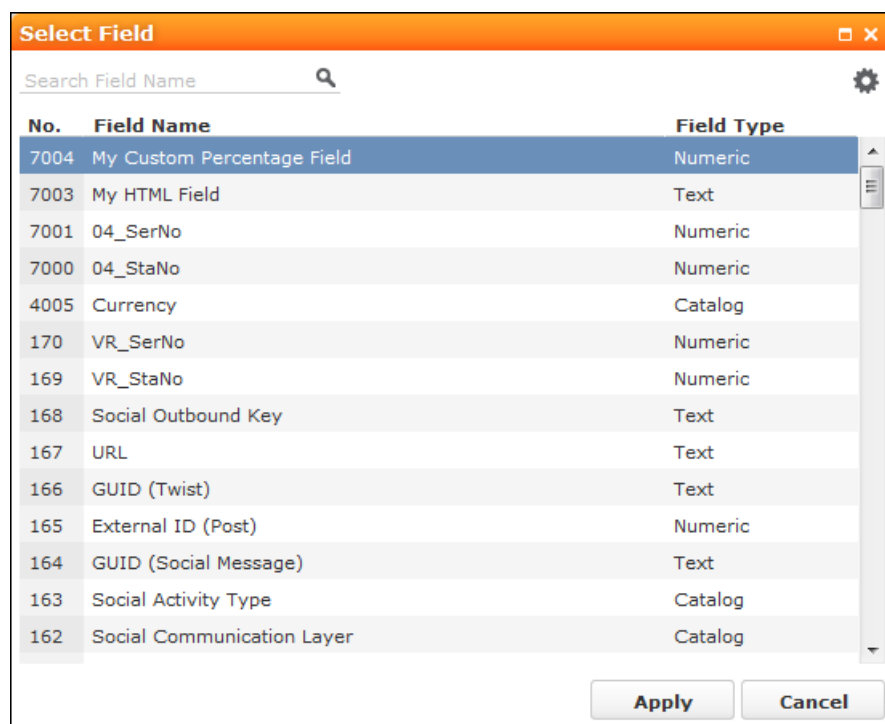 Select Field
Search Field Name
No. Field Name Field Type
7004 My Custom Percentage Field Numeric
7003 My HTML Field Text
7001 04_SerNo Numeric
7000 04_StaNo Numeric
4005 Currency Catalog
170 VR_SerNo Numeric
169 VR_StaNo Numeric
168 Social Outbound Key Text
167 URL Text
166 GUID (Twist) Text
165 External ID (Post) Numeric
164 GUID (Social Message) Text
163 Social Activity Type Catalog
162 Social Communication Layer Catalog
Apply Cancel